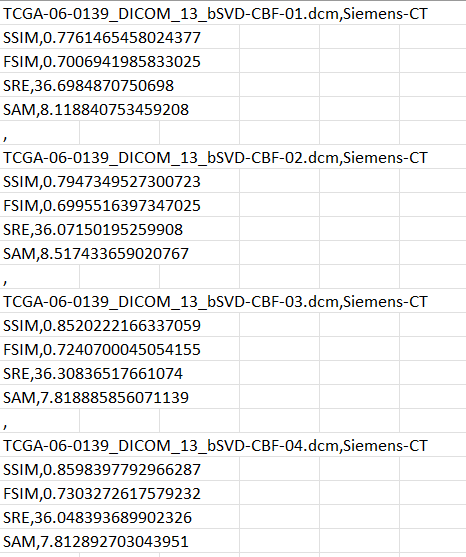 TCGA-06-0139_DICOM_13_bSVD-CBF-01.dcm,Siemens-CT
SSIM,0.7761465458024377
FSIM,0.7006941985833025
SRE,36.6984870750698
SAM,8.118840753459208
,
TCGA-06-0139_DICOM_13_bSVD-CBF-02.dcm,Siemens-CT
SSIM,0.7947349527300723
FSIM,0.6995516397347025
SRE,36.07150195259908
SAM,8.517433659020767
,
TCGA-06-0139_DICOM_13_bSVD-CBF-03.dcm,Siemens-CT
SSIM,0.8520222166337059
FSIM,0.7240700045054155
SRE,36.30836517661074
SAM,7.818885856071139
,
TCGA-06-0139_DICOM_13_bSVD-CBF-04.dcm,Siemens-CT
SSIM,0.8598397792966287
FSIM,0.7303272617579232
SRE,36.048393689902326
SAM,7.812892703043951